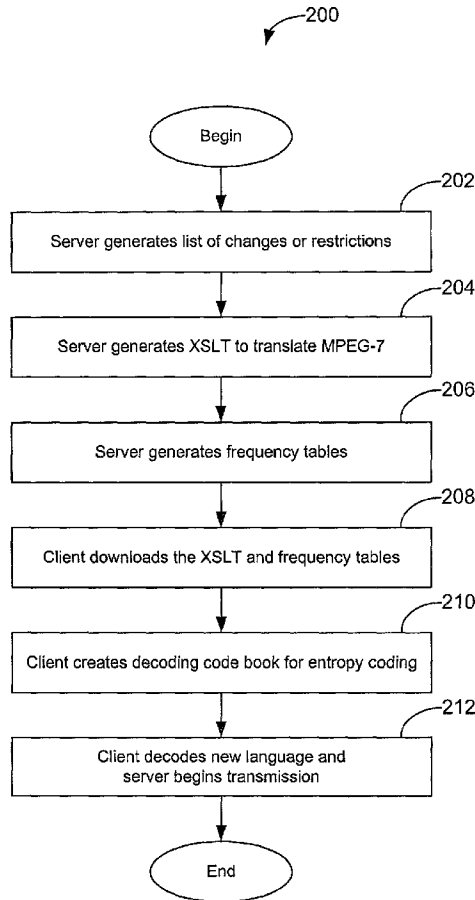 200
Begin
202
Server generates list of changes or restrictions
204
Server generates XSLT to translate MPEG-7
206
Server generates frequency tables
208
Client downloads the XSLT and frequency tables
210
Client creates decoding code book for entropy coding
212
Client decodes new language and
server begins transmission
End